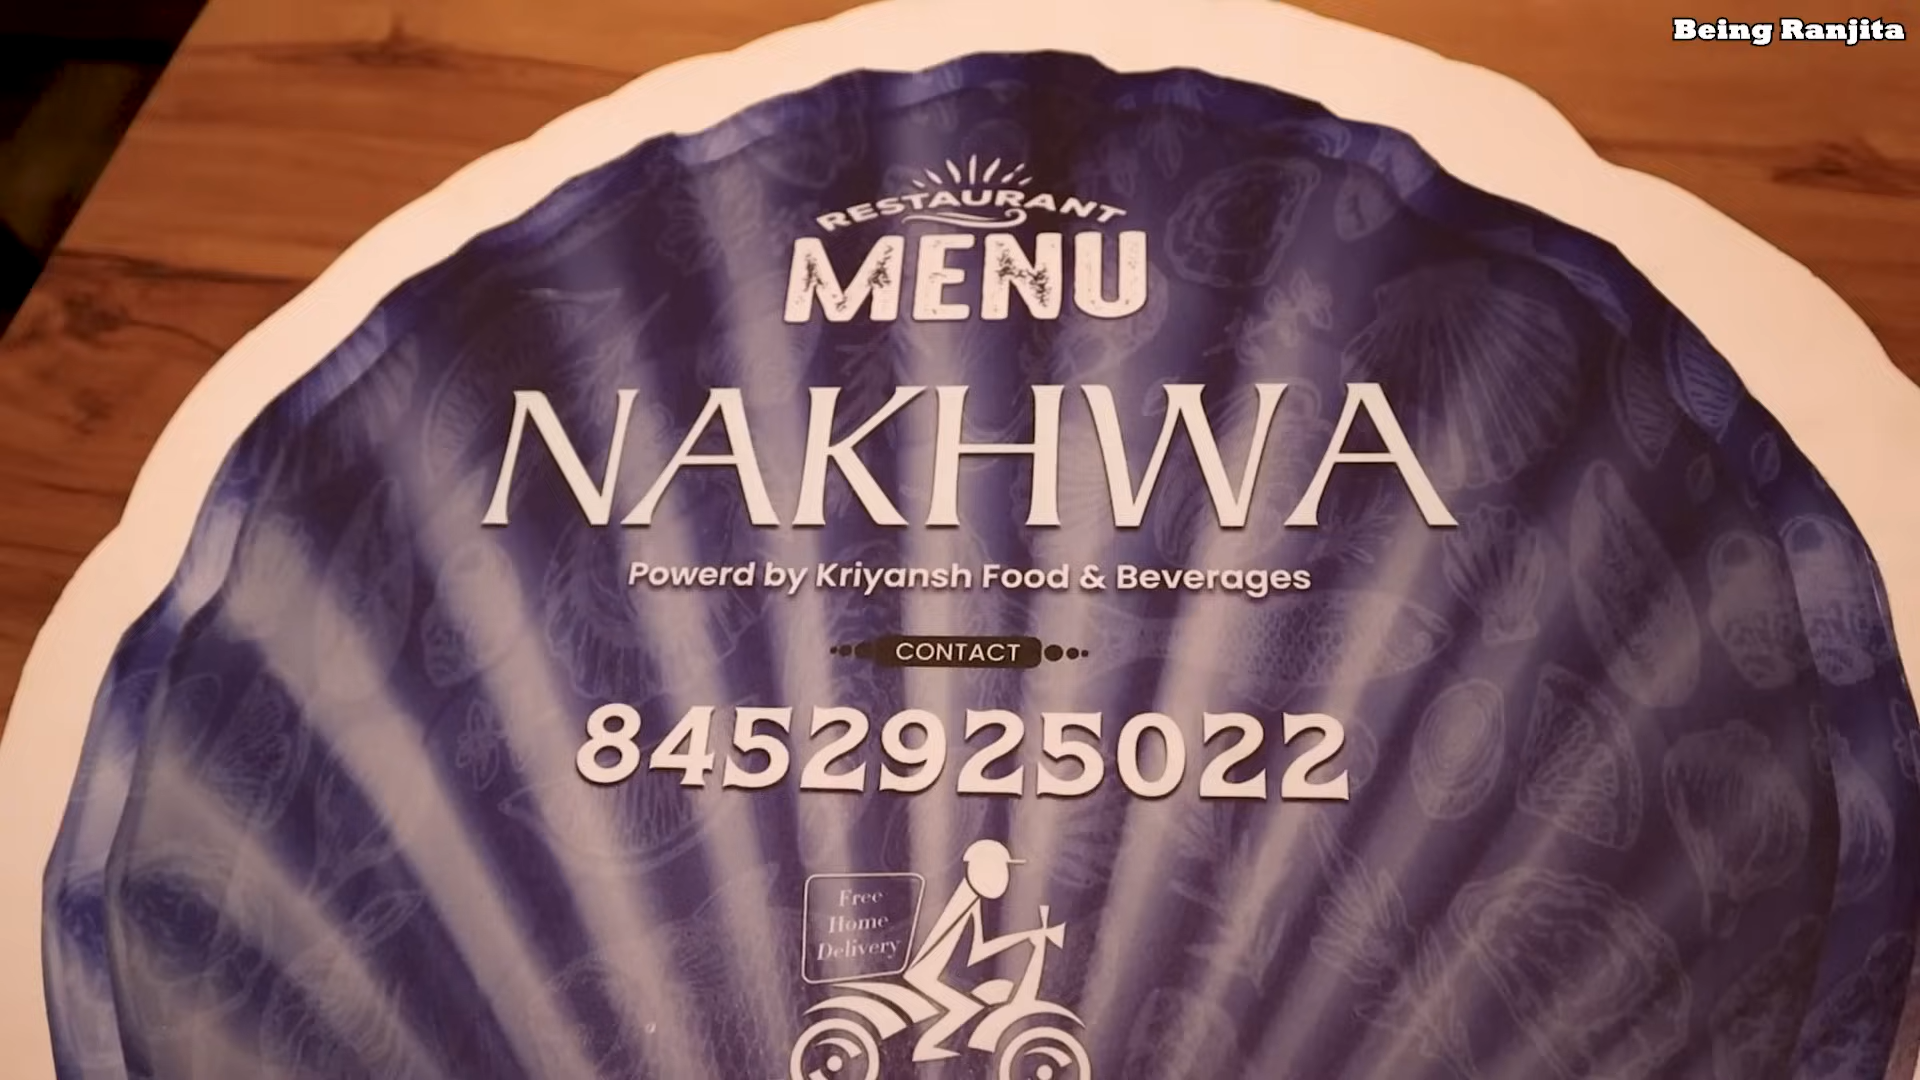 Being Ranjita
RESTAURANT
MENU
NAKHWA
Powerd by Kriyansh Food & Beverages
CONTACT
8452925022
Free
Home
Delivery